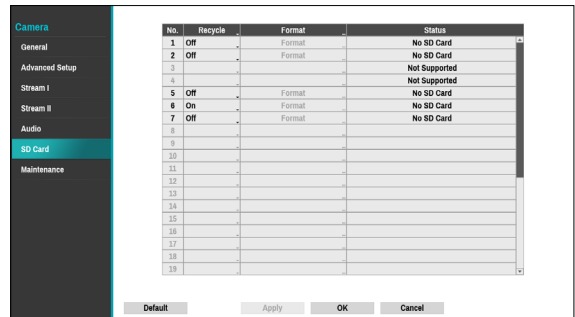 Camera
General
Advanced Setup
Stream I
Stream II
Audio
SD Card
Maintenance
No. Recycle Format Status
1 Off Format No SD Card
2 Off Format No SD Card
3 Not Supported
4 Not Supported
5 Off Format No SD Card
6 On Format No SD Card
7 Off Format No SD Card
8
9
10
11
12
13
14
15
16
17
18
19
Default Apply OK Cancel